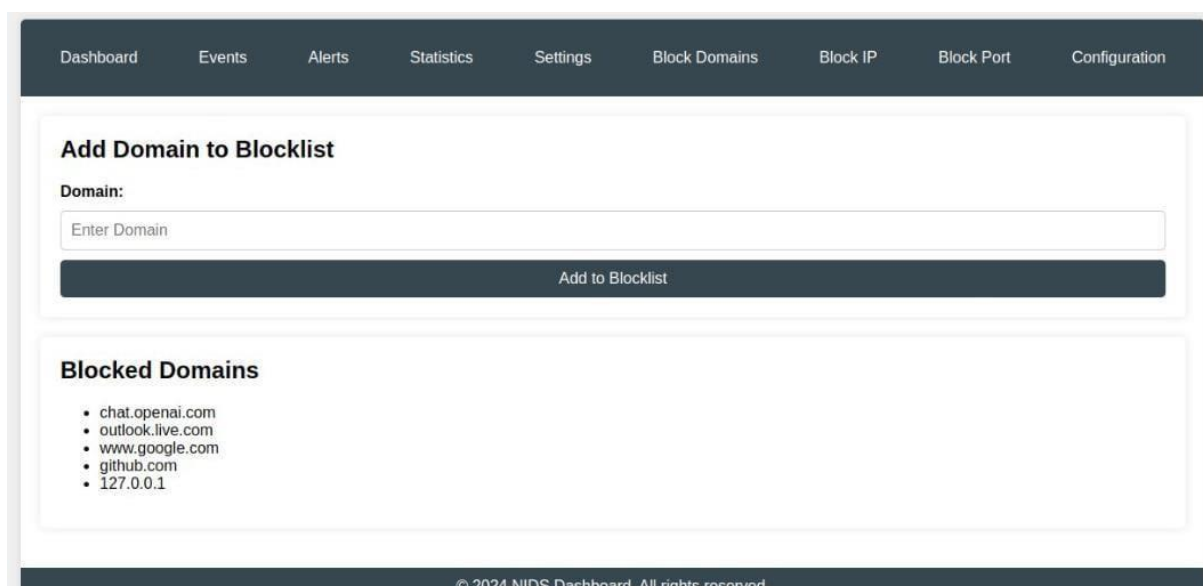 Dashboard Events Alerts Statistics Settings Block Domains Block IP Block Port Configuration
Add Domain to Blocklist
Domain:
Enter Domain
Add to Blocklist
Blocked Domains
chat.openai.com
outlook.live.com
www.google.com
github.com
127.0.0.1
© 2024 NIDS Dashboard. All rights reserved.